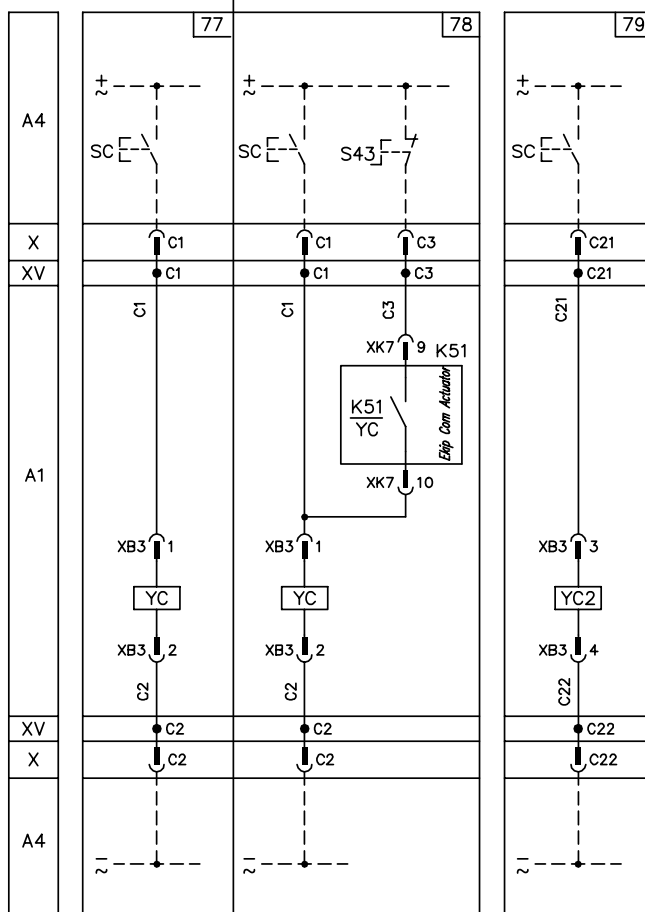 77 78 79
+ + +
~ ~ ~
A4
SC SC S43 SC
X C1 C1 C3 C21
XV C1 C1 C3 C21
C1 C1 C3 C21
XK7 9 K51
K51
YC
Ekip Com Actuator
XK7 10
A1
XB3 1 XB3 1 XB3 3
YC YC YC2
XB3 2 XB3 2 XB3 4
C2 C2 C22
XV C2 C2 C22
X C2 C2 C22
A4
− − −
~ ~ ~